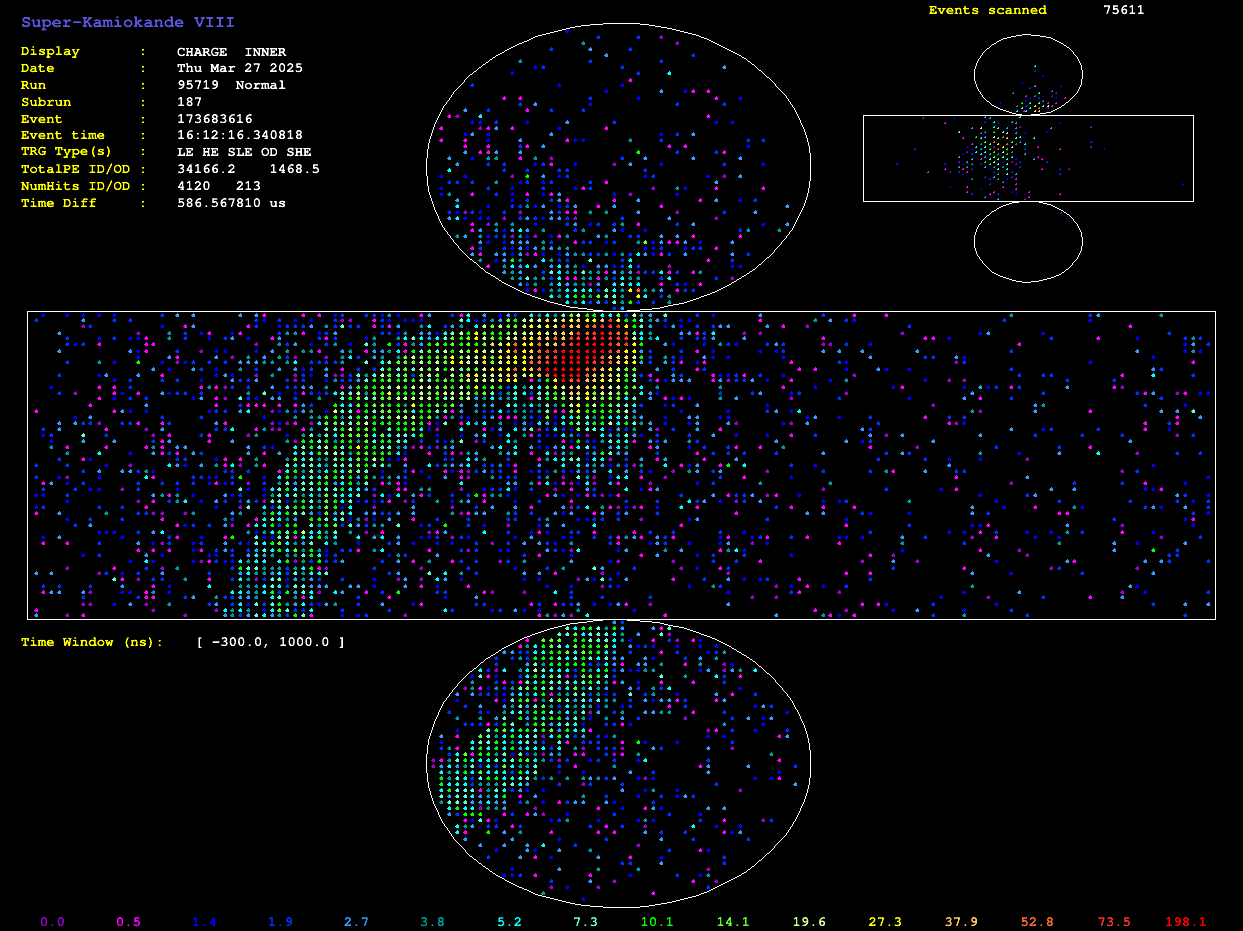 Super-Kamiokande VIII
Events scanned 75611
Display : CHARGE INNER
Date : Thu Mar 27 2025
Run : 95719 Normal
Subrun : 187
Event : 173683616
Event time : 16:12:16.340818
TRG Type(s) : LE HE SLE OD SHE
TotalPE ID/OD : 34166.2 1468.5
NumHits ID/OD : 4120 213
Time Diff : 586.567810 us
Time Window (ns): [ -300.0, 1000.0 ]
0.0 0.5 1.4 1.9 2.7 3.8 5.2 7.3 10.1 14.1 19.6 27.3 37.9 52.8 73.5 198.1